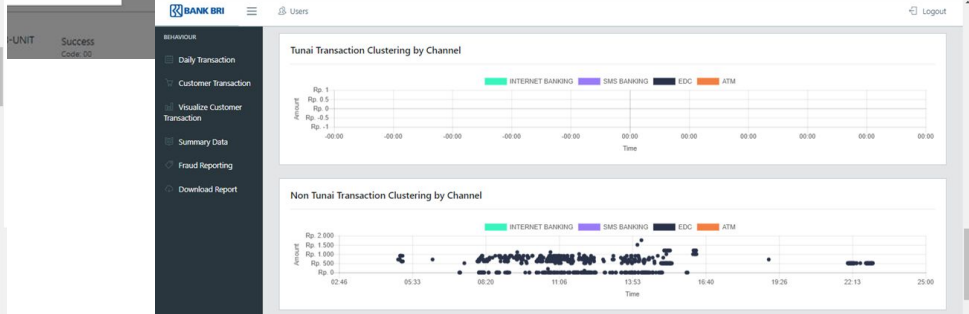 -UNIT
Success
Code: 00
BANK BRI
Users
Logout
BEHAVIOUR
Daily Transaction
Customer Transaction
Visualize Customer
Transaction
Summary Data
Fraud Reporting
Download Report
Tunai Transaction Clustering by Channel
INTERNET BANKING SMS BANKING EDC ATM
Amount
Rp. 1
Rp. 0.5
Rp. 0
Rp. -0.5
Rp. -1
-00:00 -00:00 -00:00 -00:00 -00:00 00:00 00:00 00:00 00:00 00:00 00:00
Time
Non Tunai Transaction Clustering by Channel
INTERNET BANKING SMS BANKING EDC ATM
Amount
Rp. 2.000
Rp. 1.500
Rp. 1.000
Rp. 500
Rp. 0
02:46 05:33 08:20 11:06 13:53 16:40 19:26 22:13 25:00
Time